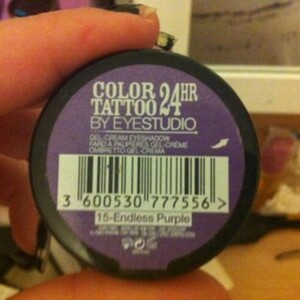 COLOR 24HR
TATTOO
BY EYESTUDIO
GEL-CREAM EYESHADOW
FARD À PAUPIÈRES GEL-CRÈME
OMBRETTO GEL-CREMA
3 600530 777556 >
15-Endless Purple